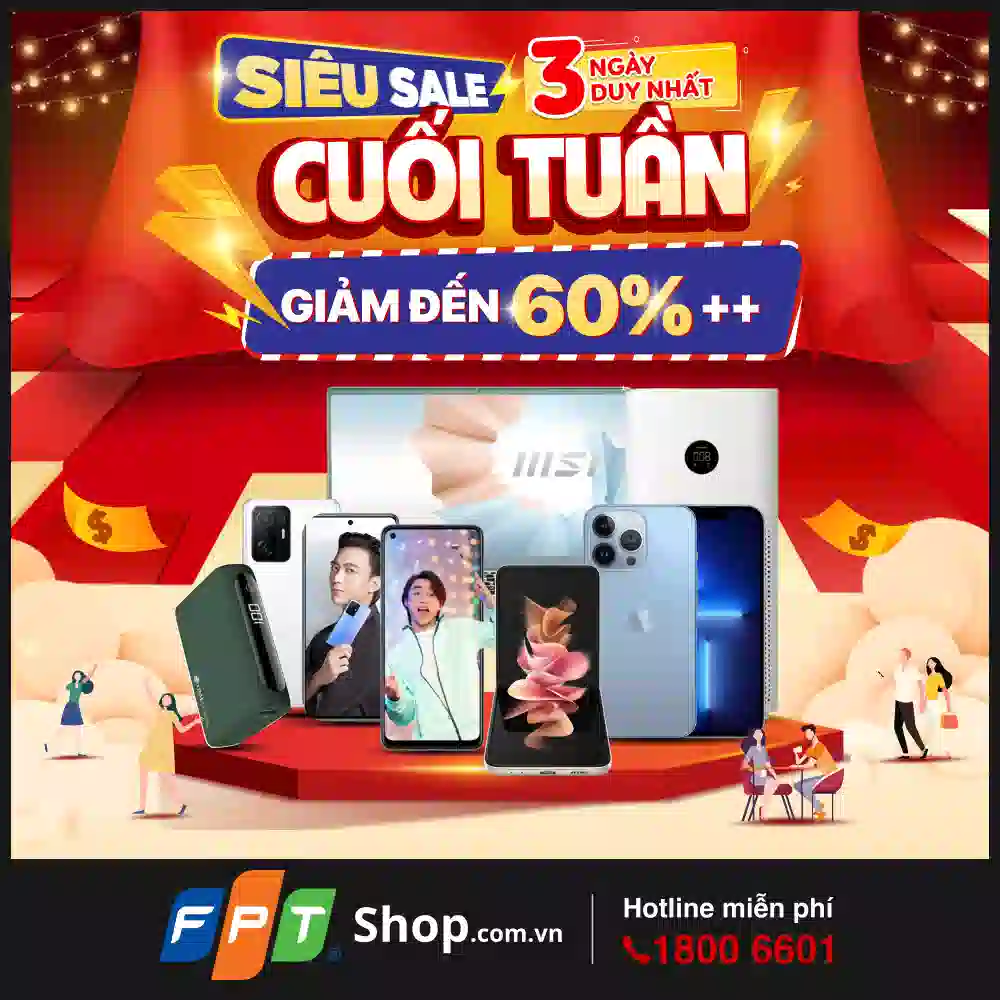 SIÊU SALE
3 NGÀY
DUY NHẤT
CUỐI TUẦN
GIẢM ĐẾN 60% ++
msi
100
FPT Shop.com.vn
Hotline miễn phí
1800 6601